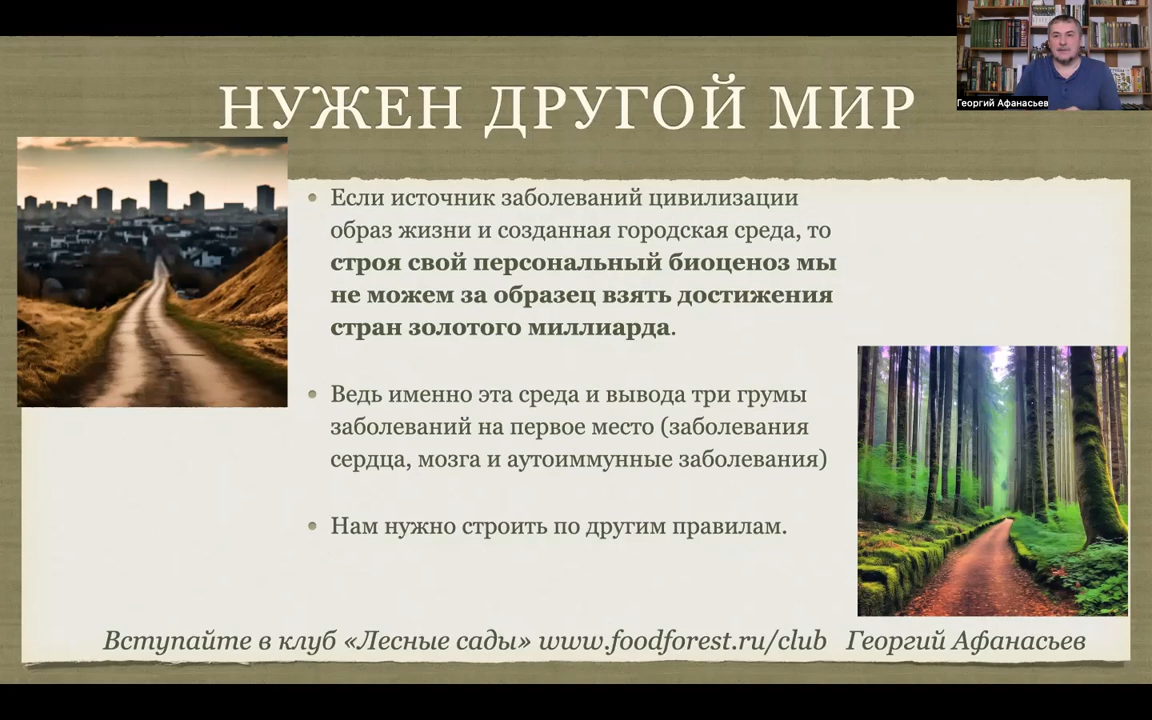 Георгий Афанасьев
НУЖЕН ДРУГОЙ МИР
• Если источник заболеваний цивилизации
образ жизни и созданная городская среда, то
строя свой персональный биоценоз мы
не можем за образец взять достижения
стран золотого миллиарда.
• Ведь именно эта среда и вывода три грумы
заболеваний на первое место (заболевания
сердца, мозга и аутоиммунные заболевания)
• Нам нужно строить по другим правилам.
Вступайте в клуб «Лесные сады» www.foodforest.ru/club Георгий Афанасьев